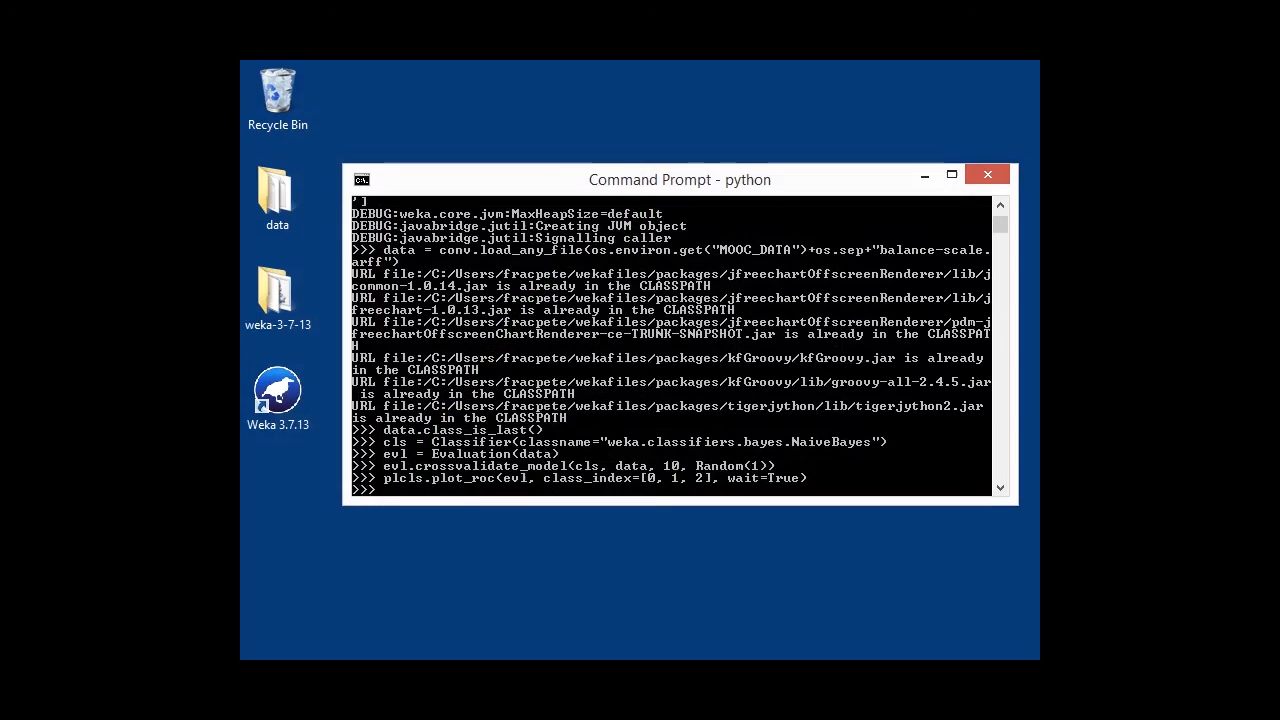 Recycle Bin
data
weka-3-7-13
Weka 3.7.13
Command Prompt - python
']
DEBUG:weka.core.jvm:MaxHeapSize=default
DEBUG:javabridge.jutil:Creating JVM object
DEBUG:javabridge.jutil:Signalling caller
>>> data = conv.load_any_file(os.environ.get("MOOC_DATA")+os.sep+"balance-scale.
arff")
URL file:/C:/Users/fracpete/wekafiles/packages/jfreechartOffscreenRenderer/lib/j
common-1.0.14.jar is already in the CLASSPATH
URL file:/C:/Users/fracpete/wekafiles/packages/jfreechartOffscreenRenderer/lib/j
freechart-1.0.13.jar is already in the CLASSPATH
URL file:/C:/Users/fracpete/wekafiles/packages/jfreechartOffscreenRenderer/pdm-j
freechartOffscreenChartRenderer-ce-TRUNK-SNAPSHOT.jar is already in the CLASSPAT
H
URL file:/C:/Users/fracpete/wekafiles/packages/kfGroovy/kfGroovy.jar is already
in the CLASSPATH
URL file:/C:/Users/fracpete/wekafiles/packages/kfGroovy/lib/groovy-all-2.4.5.jar
 is already in the CLASSPATH
URL file:/C:/Users/fracpete/wekafiles/packages/tigerjython/lib/tigerjython2.jar
is already in the CLASSPATH
>>> data.class_is_last()
>>> cls = Classifier(classname="weka.classifiers.bayes.NaiveBayes")
>>> evl = Evaluation(data)
>>> evl.crossvalidate_model(cls, data, 10, Random(1))
>>> plcls.plot_roc(evl, class_index=[0, 1, 2], wait=True)
>>>